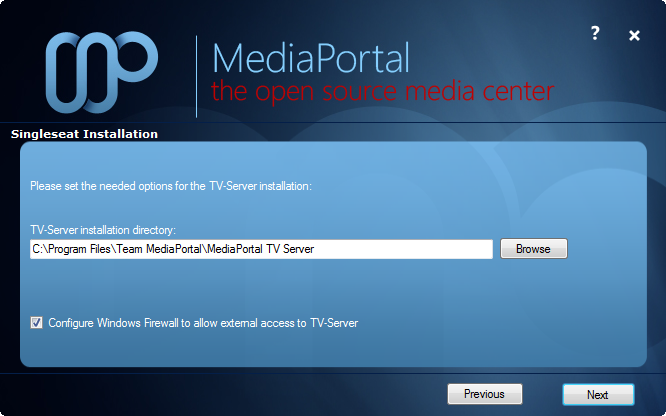 MediaPortal
the open source media center
?
Singleseat Installation
Please set the needed options for the TV-Server installation:
TV-Server installation directory:
C:\Program Files\Team MediaPortal\MediaPortal TV Server
Browse
Configure Windows Firewall to allow external access to TV-Server
Previous
Next